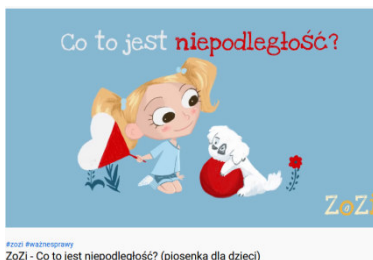 Co to jest niepodległość?
ZoZi
#zozi #ważnesprawy
ZoZi - Co to jest niepodległość? (piosenka dla dzieci)